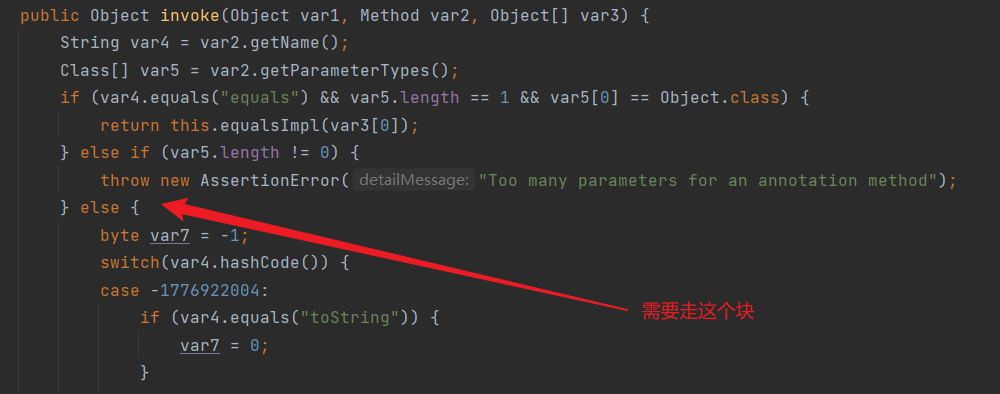 public Object invoke(Object var1, Method var2, Object[] var3) {
String var4 = var2.getName();
Class[] var5 = var2.getParameterTypes();
if (var4.equals("equals") && var5.length == 1 && var5[0] == Object.class) {
return this.equalsImpl(var3[0]);
} else if (var5.length != 0) {
throw new AssertionError( detailMessage: "Too many parameters for an annotation method");
} else {
byte var7 = -1;
switch(var4.hashCode()) {
case -1776922004:
需要走这个块
if (var4.equals("toString")) {
var7 = 0;
}